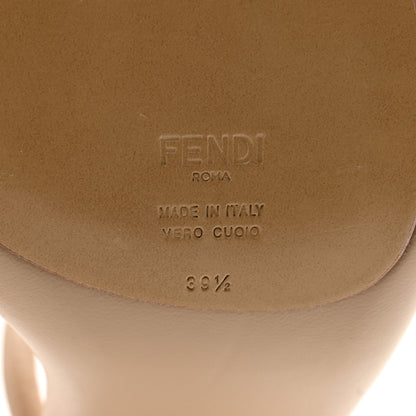 FENDI
ROMA
MADE IN ITALY
VERO CUOIO
39½